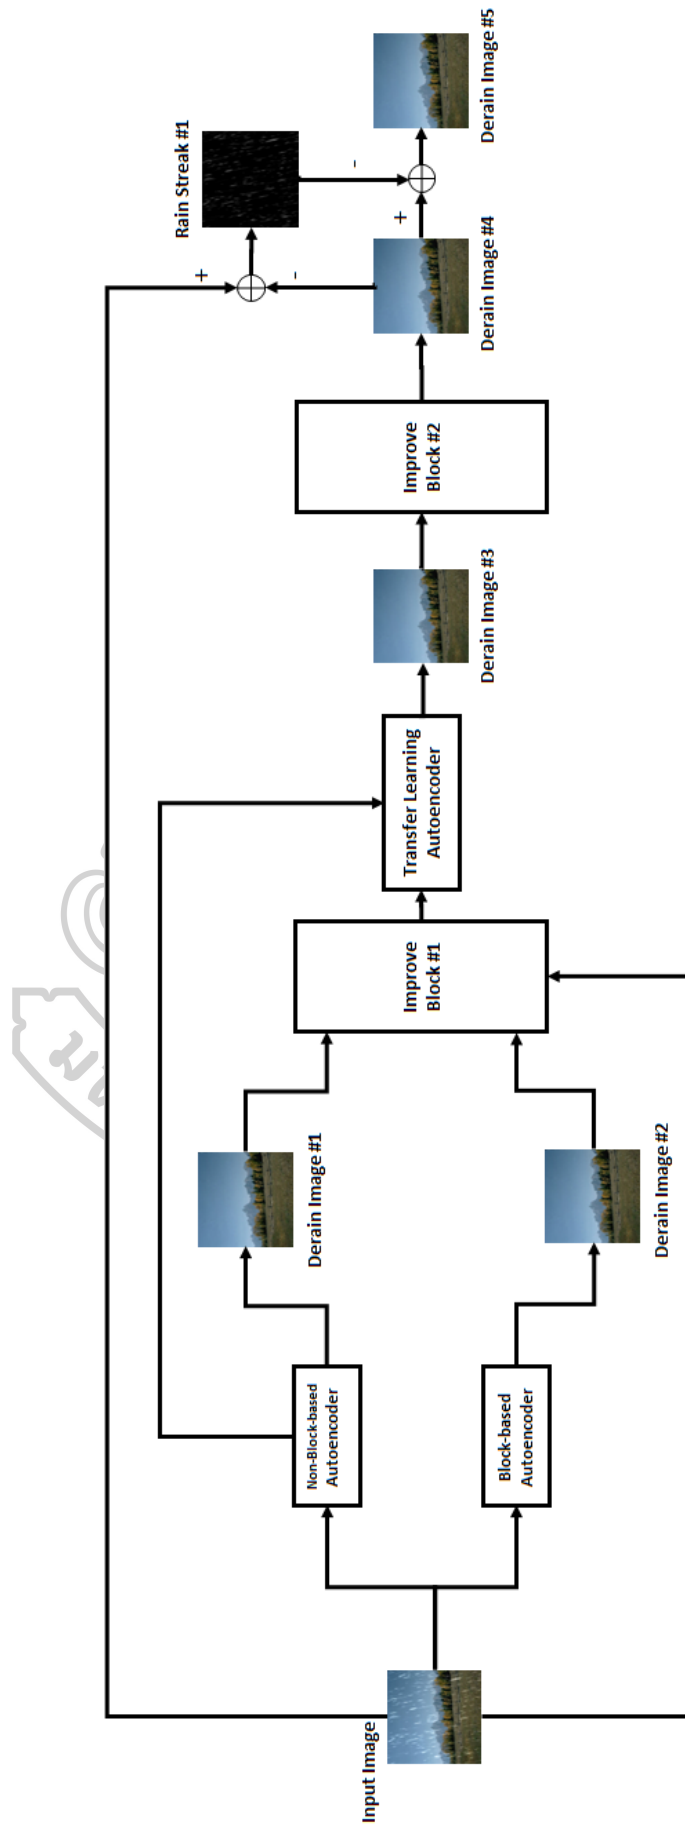 Input Image
Non-Block-based
Autoencoder
Block-based
Autoencoder
Derain Image #1
Derain Image #2
Improve
Block #1
Transfer Learning
Autoencoder
Derain Image #3
Improve
Block #2
Derain Image #4
+
-
Rain Streak #1
+
-
Derain Image #5